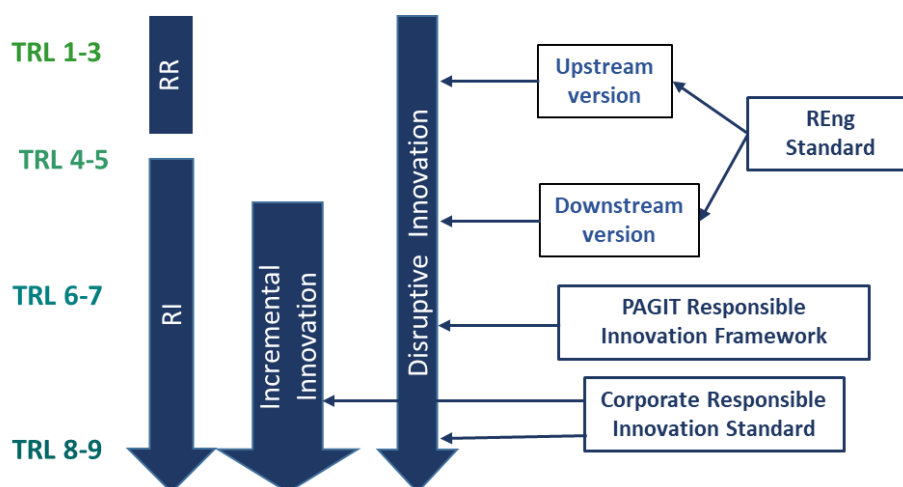 TRL 1-3
TRL 4-5
TRL 6-7
TRL 8-9
RR
RI
Incremental
Innovation
Disruptive Innovation
Upstream
version
Downstream
version
REng
Standard
PAGIT Responsible
Innovation Framework
Corporate Responsible
Innovation Standard